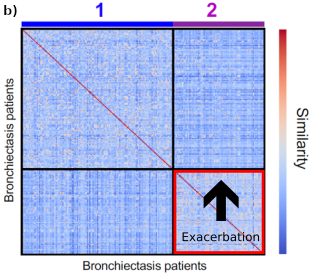 b)
1 2
Bronchiectasis patients
Similarity
Exacerbation
Bronchiectasis patients